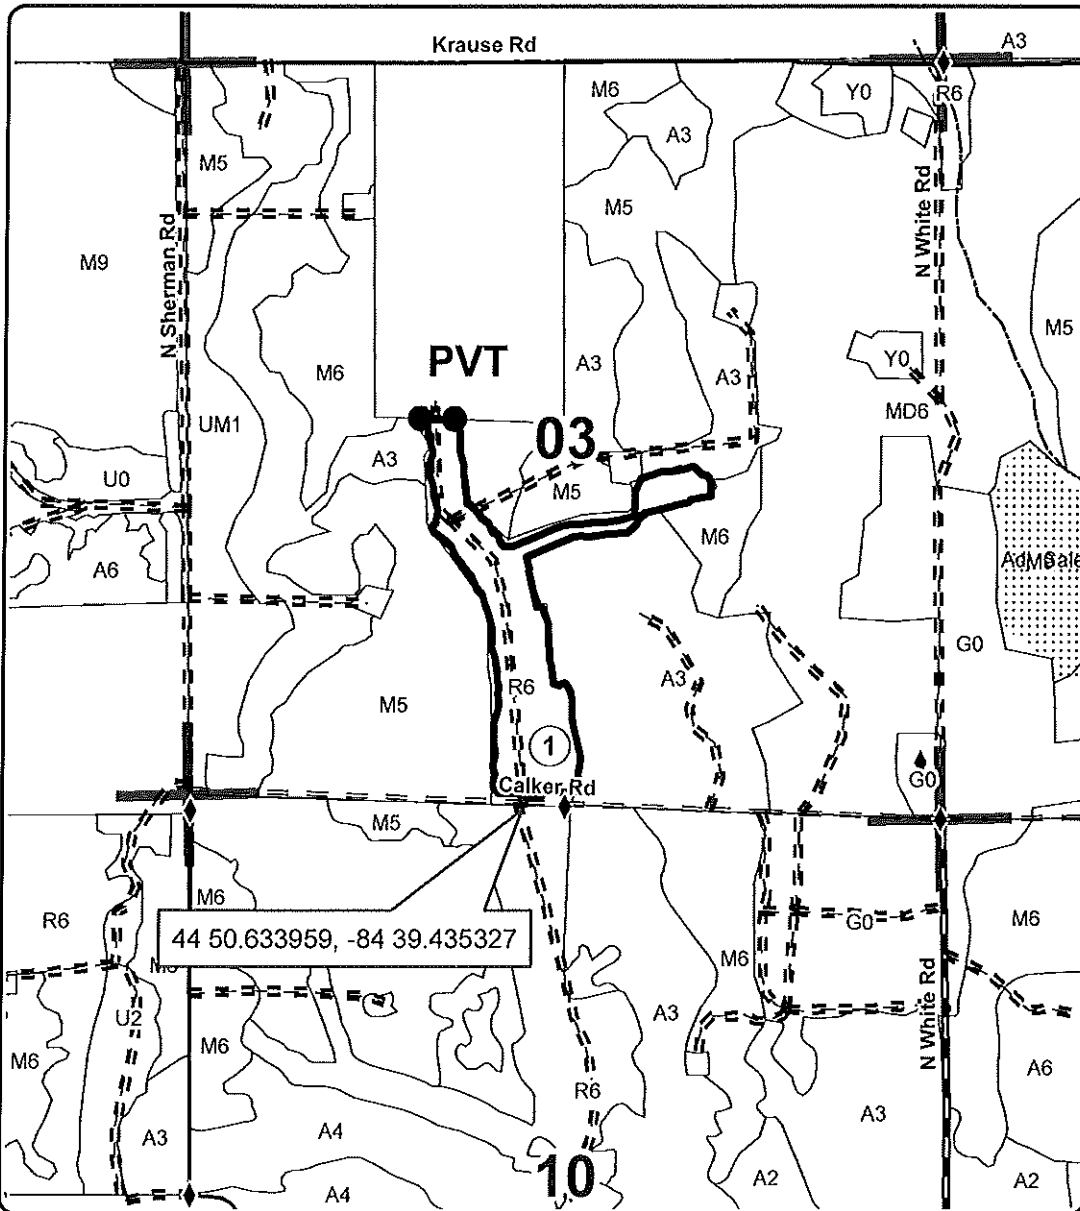 Krause Rd
A3
M6
Y0
R6
A3
M5
M5
N White Rd
N Sherman Rd
M9
M5
PVT
M6
A3
A3
Y0
MD6
UM1
03
A3
U0
M5
M6
A6
G0
A3
R6
M5
1
G0
Calker Rd
M5
M6
R6
G0
M6
44 50.633959, -84 39.435327
M6
N White Rd
U2
A3
M6
M6
R6
A6
A3
A3
A4
10
A2
A2
A4